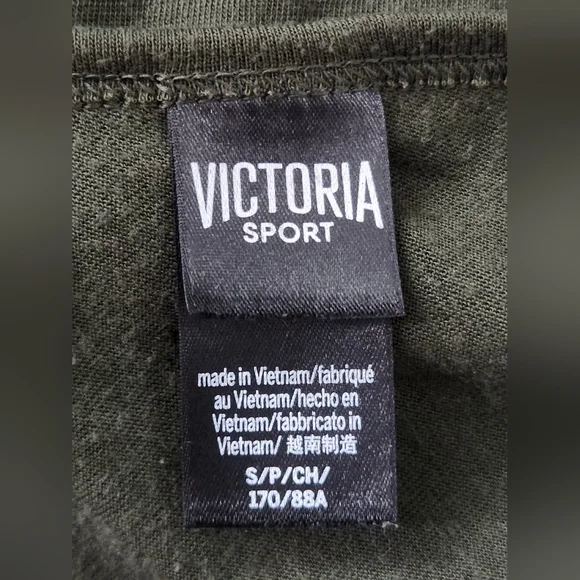 VICTORIA
SPORT
made in Vietnam/fabriqué
au Vietnam/hecho en
Vietnam/fabbricato in
Vietnam/ 越南制造
S/P/CH/
170/88A